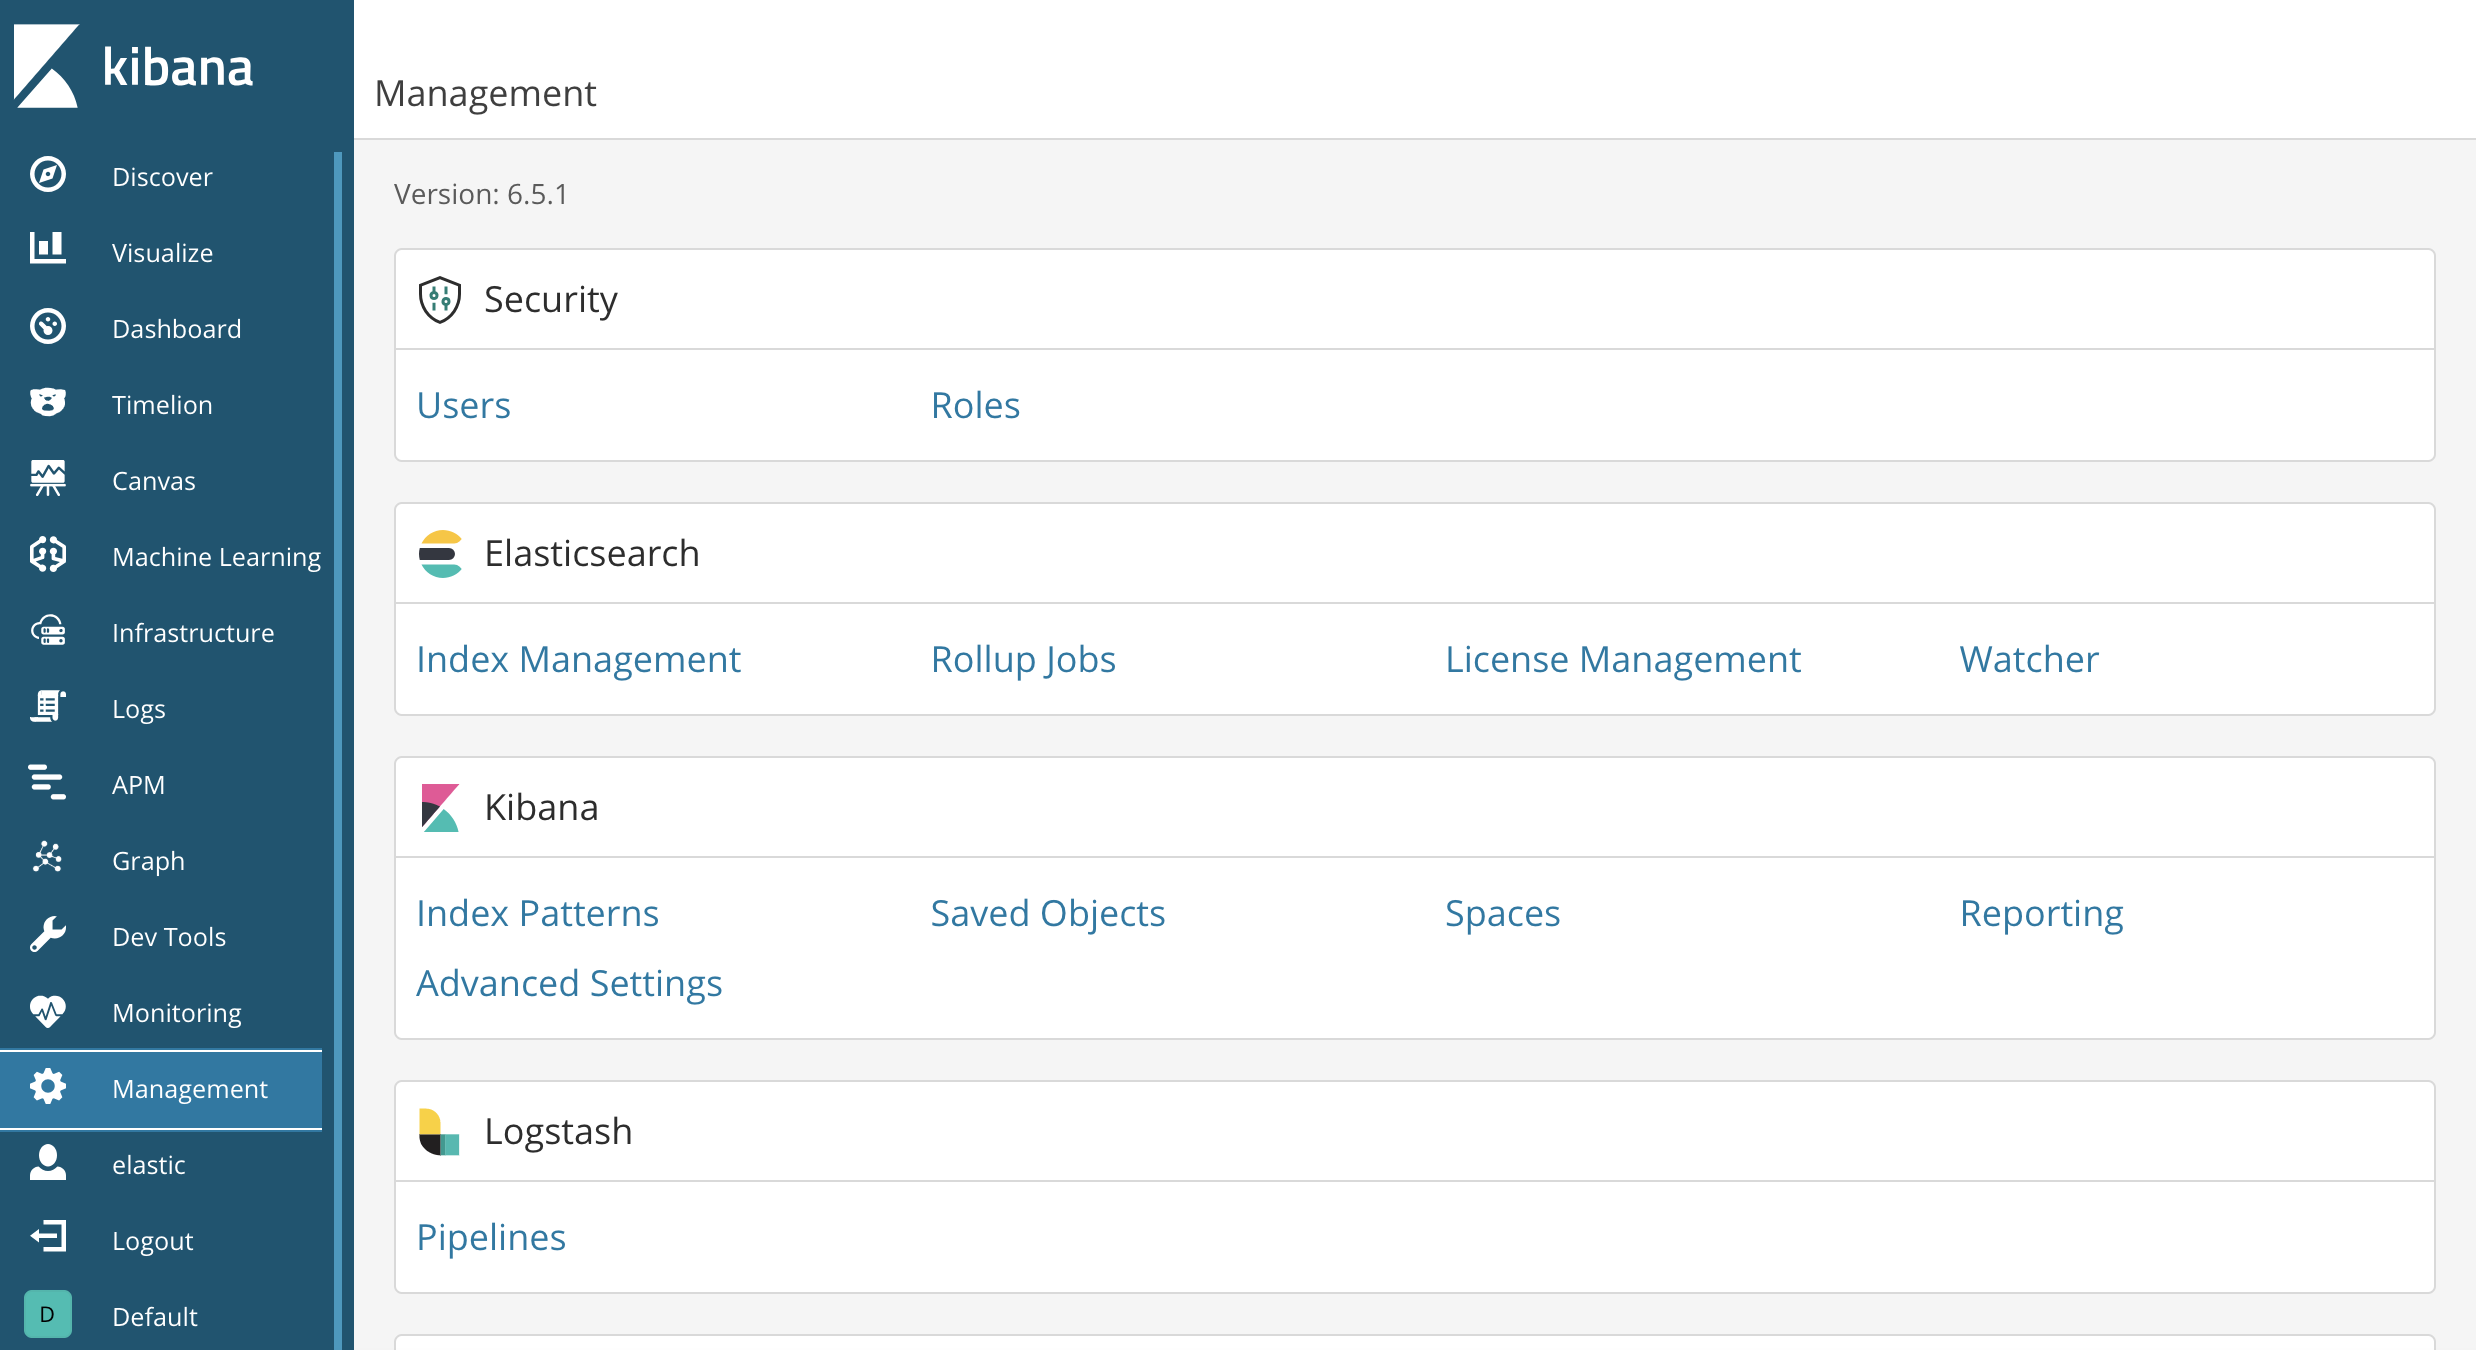 kibana
Discover
Visualize
Dashboard
Timelion
Canvas
Machine Learning
Infrastructure
Logs
APM
Graph
Dev Tools
Monitoring
Management
elastic
Logout
D Default
Management
Version: 6.5.1
Security
Users Roles
Elasticsearch
Index Management Rollup Jobs License Management Watcher
Kibana
Index Patterns Saved Objects Spaces Reporting
Advanced Settings
Logstash
Pipelines